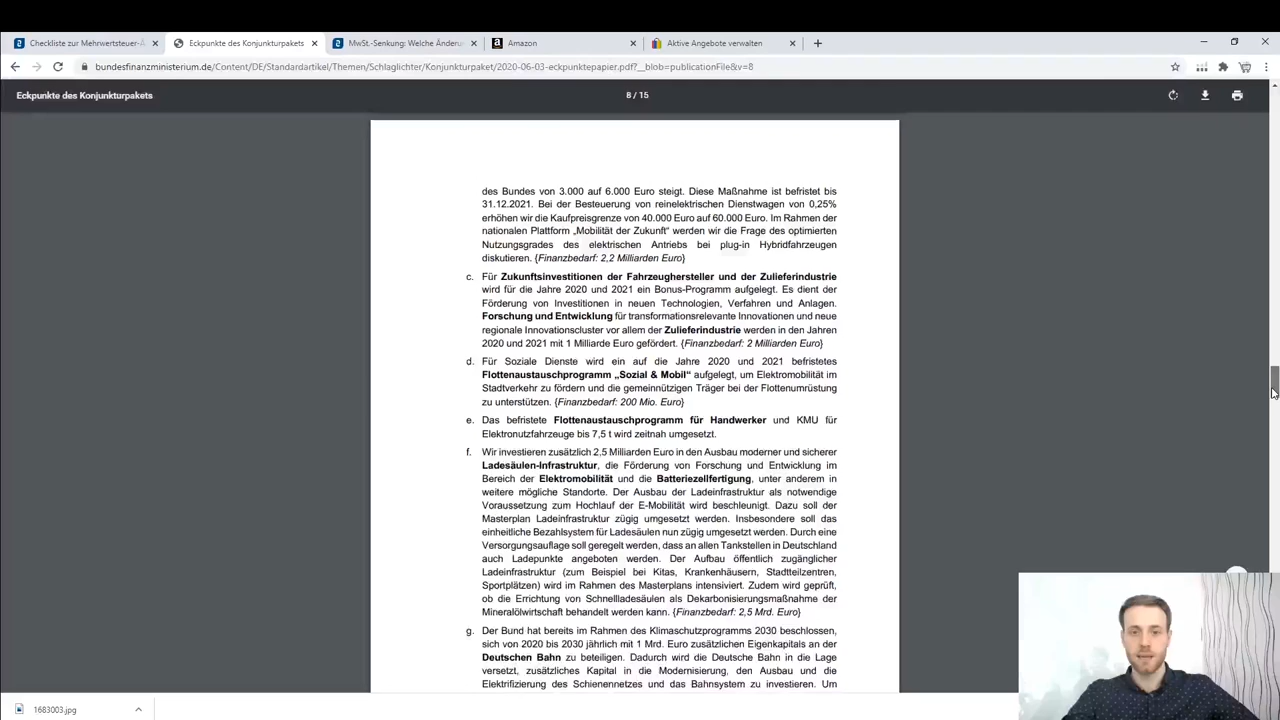 Checkliste zur Mehrwertsteuer-Ä
Eckpunkte des Konjunkturpakets
MwSt.-Senkung: Welche Änderu
Amazon
Aktive Angebote verwalten
bundesfinanzministerium.de/Content/DE/Standardartikel/Themen/Schlaglichter/Konjunkturpaket/2020-06-03-eckpunktepapier.pdf?__blob=publicationFile&v=8
Eckpunkte des Konjunkturpakets
8 / 15
des Bundes von 3.000 auf 6.000 Euro steigt. Diese Maßnahme ist befristet bis
31.12.2021. Bei der Besteuerung von reinelektrischen Dienstwagen von 0,25%
erhöhen wir die Kaufpreisgrenze von 40.000 Euro auf 60.000 Euro. Im Rahmen der
nationalen Plattform „Mobilität der Zukunft“ werden wir die Frage des optimierten
Nutzungsgrades des elektrischen Antriebs bei plug-in Hybridfahrzeugen
diskutieren. {Finanzbedarf: 2,2 Milliarden Euro}
c. Für Zukunftsinvestitionen der Fahrzeughersteller und der Zulieferindustrie
wird für die Jahre 2020 und 2021 ein Bonus-Programm aufgelegt. Es dient der
Förderung von Investitionen in neuen Technologien, Verfahren und Anlagen.
Forschung und Entwicklung für transformationsrelevante Innovationen und neue
regionale Innovationscluster vor allem der Zulieferindustrie werden in den Jahren
2020 und 2021 mit 1 Milliarde Euro gefördert. {Finanzbedarf: 2 Milliarden Euro}
d. Für Soziale Dienste wird ein auf die Jahre 2020 und 2021 befristetes
Flottenaustauschprogramm „Sozial & Mobil“ aufgelegt, um Elektromobilität im
Stadtverkehr zu fördern und die gemeinnützigen Träger bei der Flottenumrüstung
zu unterstützen. {Finanzbedarf: 200 Mio. Euro}
e. Das befristete Flottenaustauschprogramm für Handwerker und KMU für
Elektronutzfahrzeuge bis 7,5 t wird zeitnah umgesetzt.
f. Wir investieren zusätzlich 2,5 Milliarden Euro in den Ausbau moderner und sicherer
Ladesäulen-Infrastruktur, die Förderung von Forschung und Entwicklung im
Bereich der Elektromobilität und die Batteriezellfertigung, unter anderem in
weitere mögliche Standorte. Der Ausbau der Ladeinfrastruktur als notwendige
Voraussetzung zum Hochlauf der E-Mobilität wird beschleunigt. Dazu soll der
Masterplan Ladeinfrastruktur zügig umgesetzt werden. Insbesondere soll das
einheitliche Bezahlsystem für Ladesäulen nun zügig umgesetzt werden. Durch eine
Versorgungsauflage soll geregelt werden, dass an allen Tankstellen in Deutschland
auch Ladepunkte angeboten werden. Der Aufbau öffentlich zugänglicher
Ladeinfrastruktur (zum Beispiel bei Kitas, Krankenhäusern, Stadtteilzentren,
Sportplätzen) wird im Rahmen des Masterplans intensiviert. Zudem wird geprüft,
ob die Errichtung von Schnellladesäulen als Dekarbonisierungsmaßnahme der
Mineralölwirtschaft behandelt werden kann. {Finanzbedarf: 2,5 Mrd. Euro}
g. Der Bund hat bereits im Rahmen des Klimaschutzprogramms 2030 beschlossen,
sich von 2020 bis 2030 jährlich mit 1 Mrd. Euro zusätzlichen Eigenkapitals an der
Deutschen Bahn zu beteiligen. Dadurch wird die Deutsche Bahn in die Lage
versetzt, zusätzliches Kapital in die Modernisierung, den Ausbau und die
Elektrifizierung des Schienennetzes und das Bahnsystem zu investieren. Um
1683003.jpg